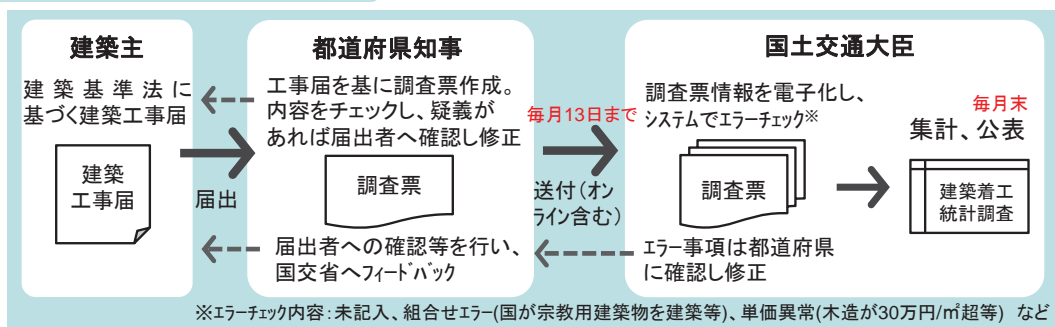 建築主
建築基準法に
基づく建築工事届
建築
工事届
届出
都道府県知事
工事届を基に調査票作成。
内容をチェックし、疑義が
あれば届出者へ確認し修正
調査票
届出者への確認等を行い、
国交省へフィードバック
毎月13日まで
送付(オン
ライン含む)
国土交通大臣
調査票情報を電子化し、
システムでエラーチェック※
調査票
エラー事項は都道府県
に確認し修正
毎月末
集計、公表
建築着工
統計調査
※エラーチェック内容:未記入、組合せエラー(国が宗教用建築物を建築等)、単価異常(木造が30万円/㎡超等) など